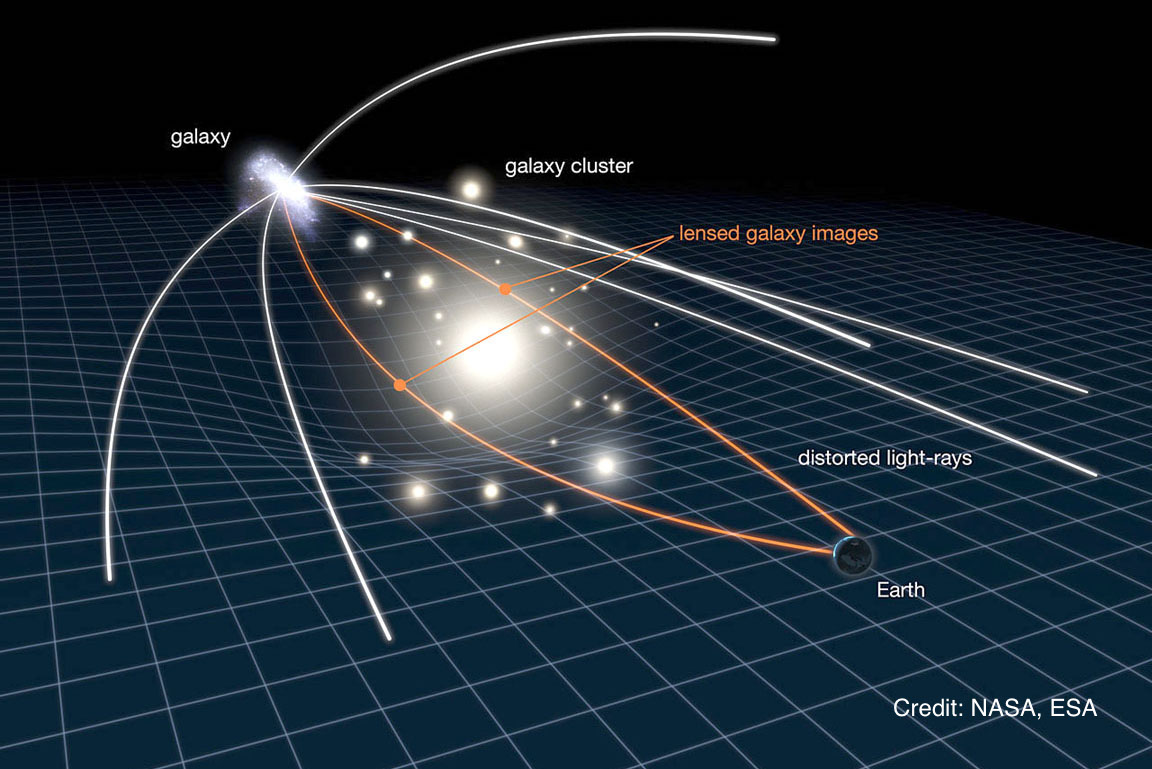 galaxy
galaxy cluster
lensed galaxy images
distorted light-rays
Earth
Credit: NASA, ESA